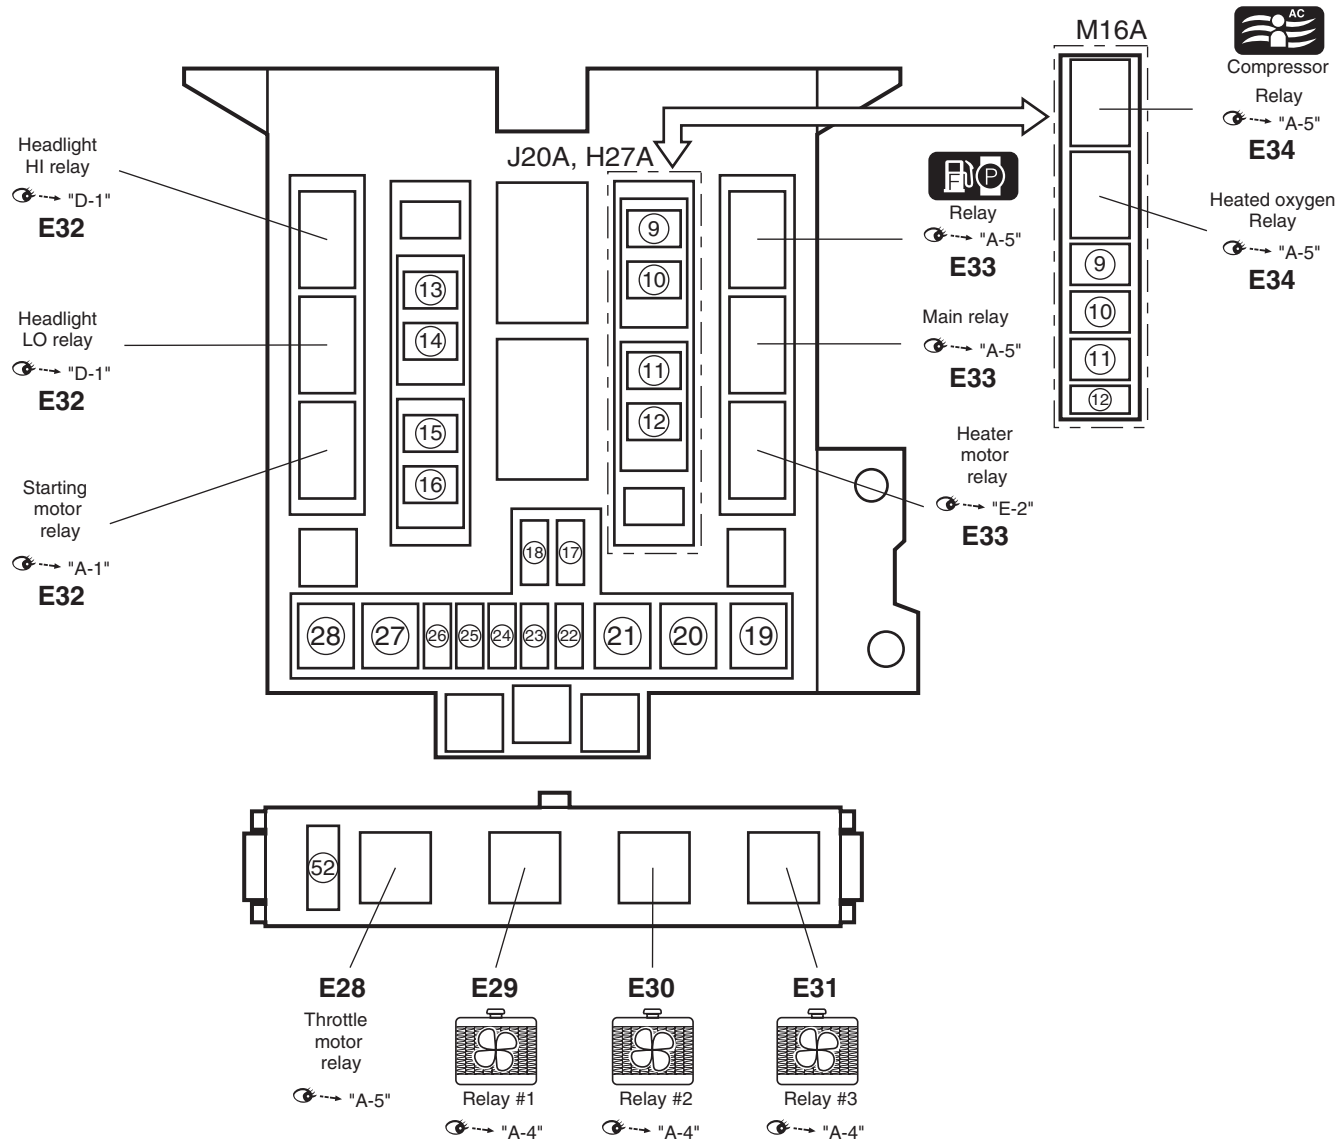 M16A
AC
Compressor
Relay
"A-5"
E34
Heated oxygen
Relay
"A-5"
E34
9
10
11
12
J20A, H27A
Headlight
HI relay
"D-1"
E32
Headlight
LO relay
"D-1"
E32
Starting
motor
relay
"A-1"
E32
13
14
15
16
9
10
11
12
F
P
Relay
"A-5"
E33
Main relay
"A-5"
E33
Heater
motor
relay
"E-2"
E33
18 17
28 27 26 25 24 23 22 21 20 19
52
E28
Throttle
motor
relay
"A-5"
E29
Relay #1
"A-4"
E30
Relay #2
"A-4"
E31
Relay #3
"A-4"